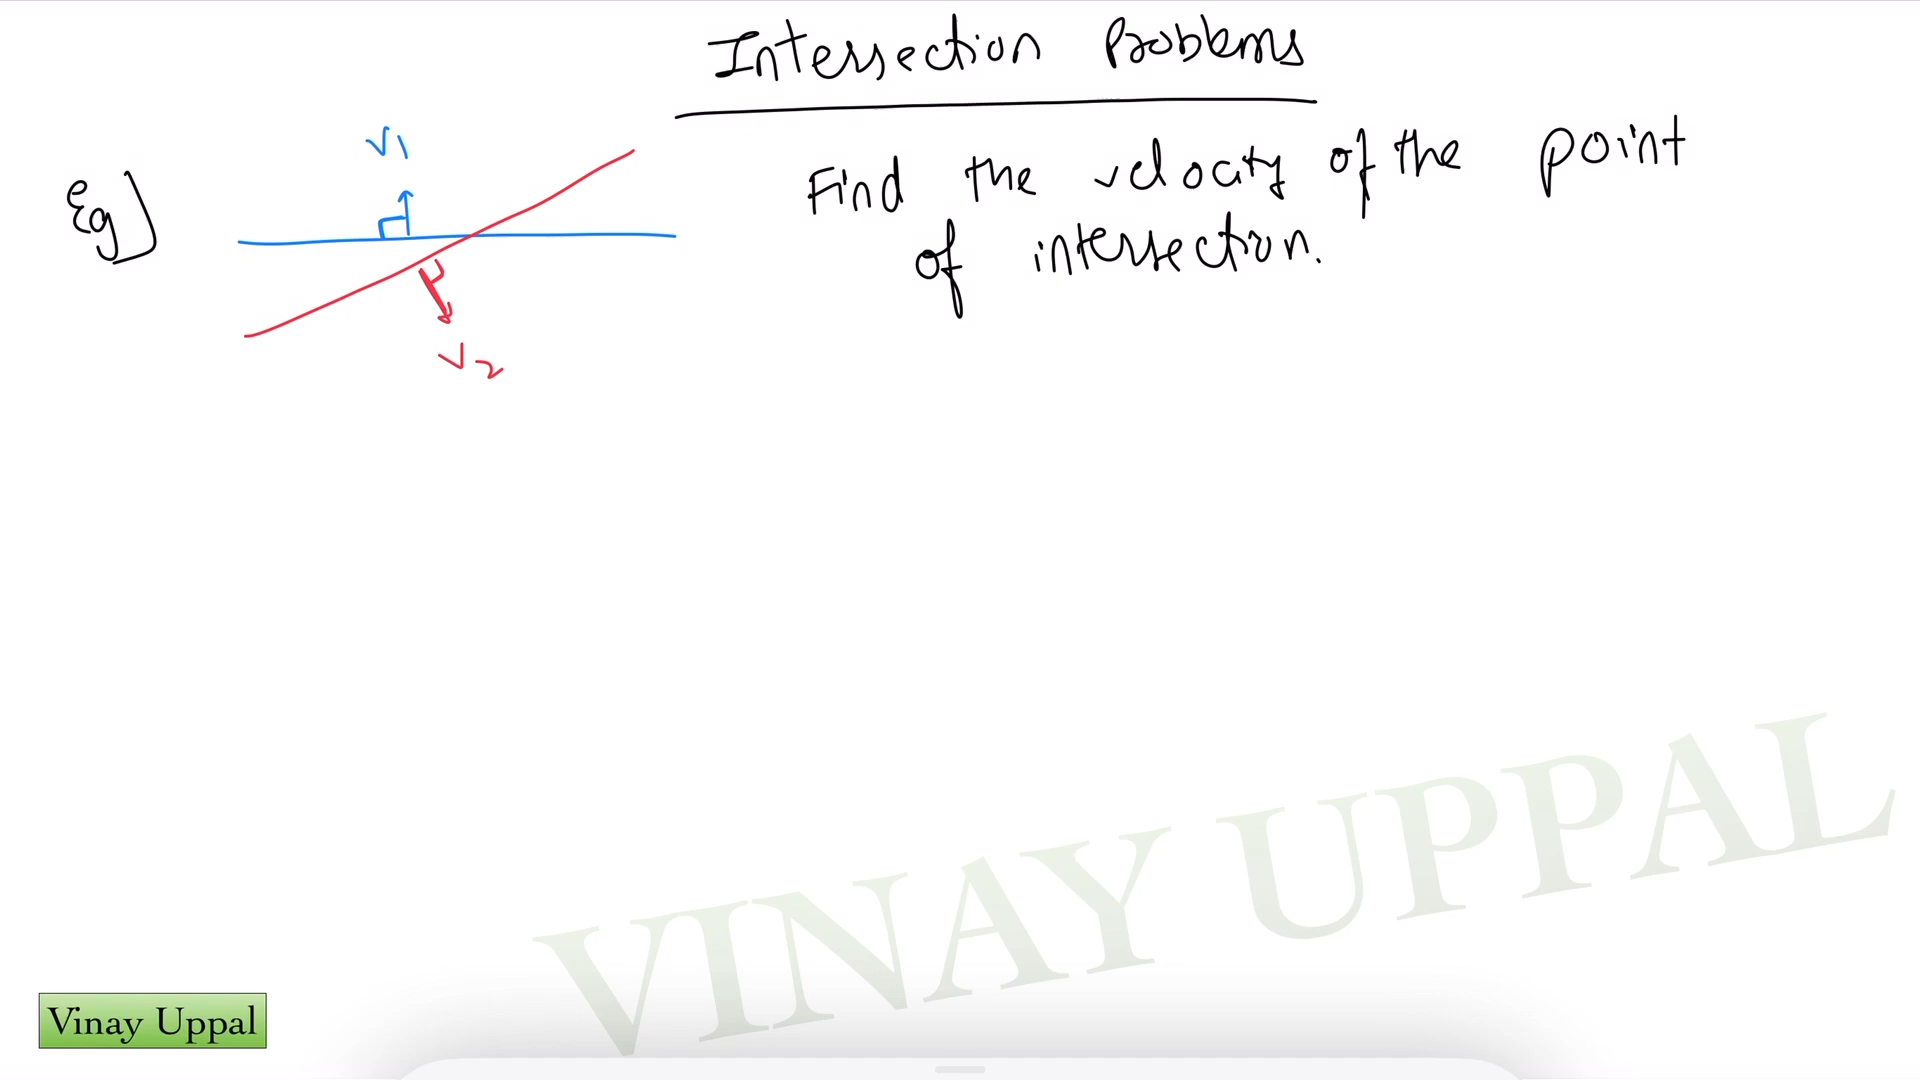 Intersection Problems
Eg]
V1
Find the velocity of the point
of intersection.
V2
VINAY UPPAL
Vinay Uppal